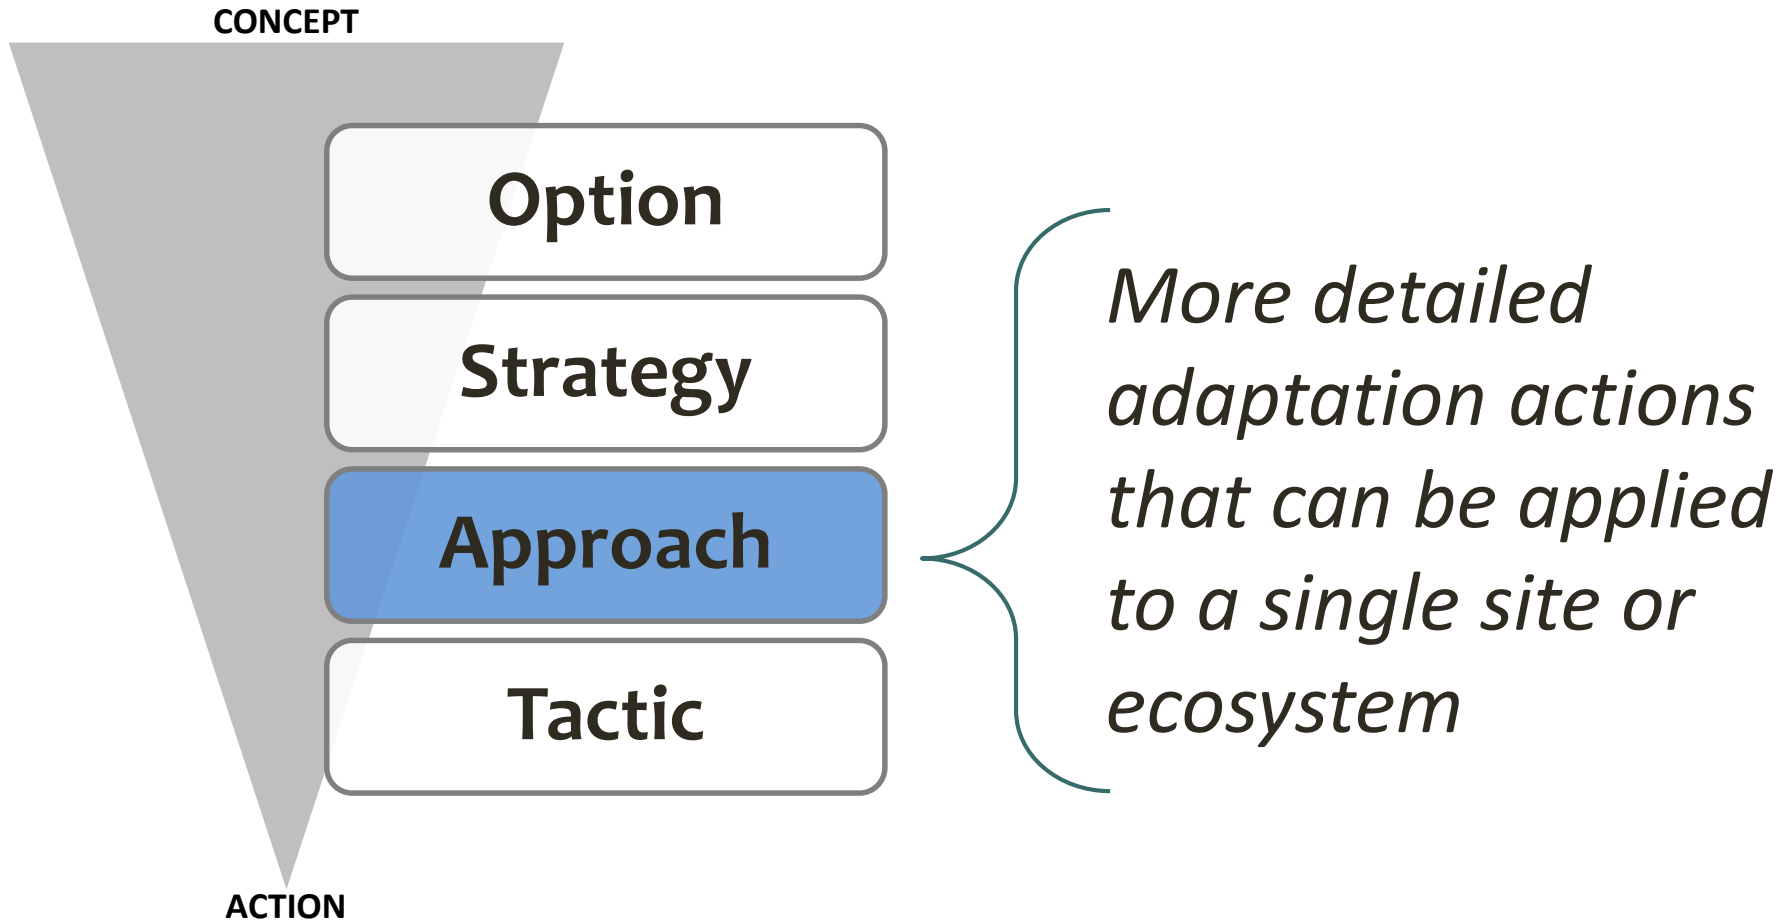 CONCEPT
Option
Strategy
Approach
Tactic
More detailed
adaptation actions
that can be applied
to a single site or
ecosystem
ACTION